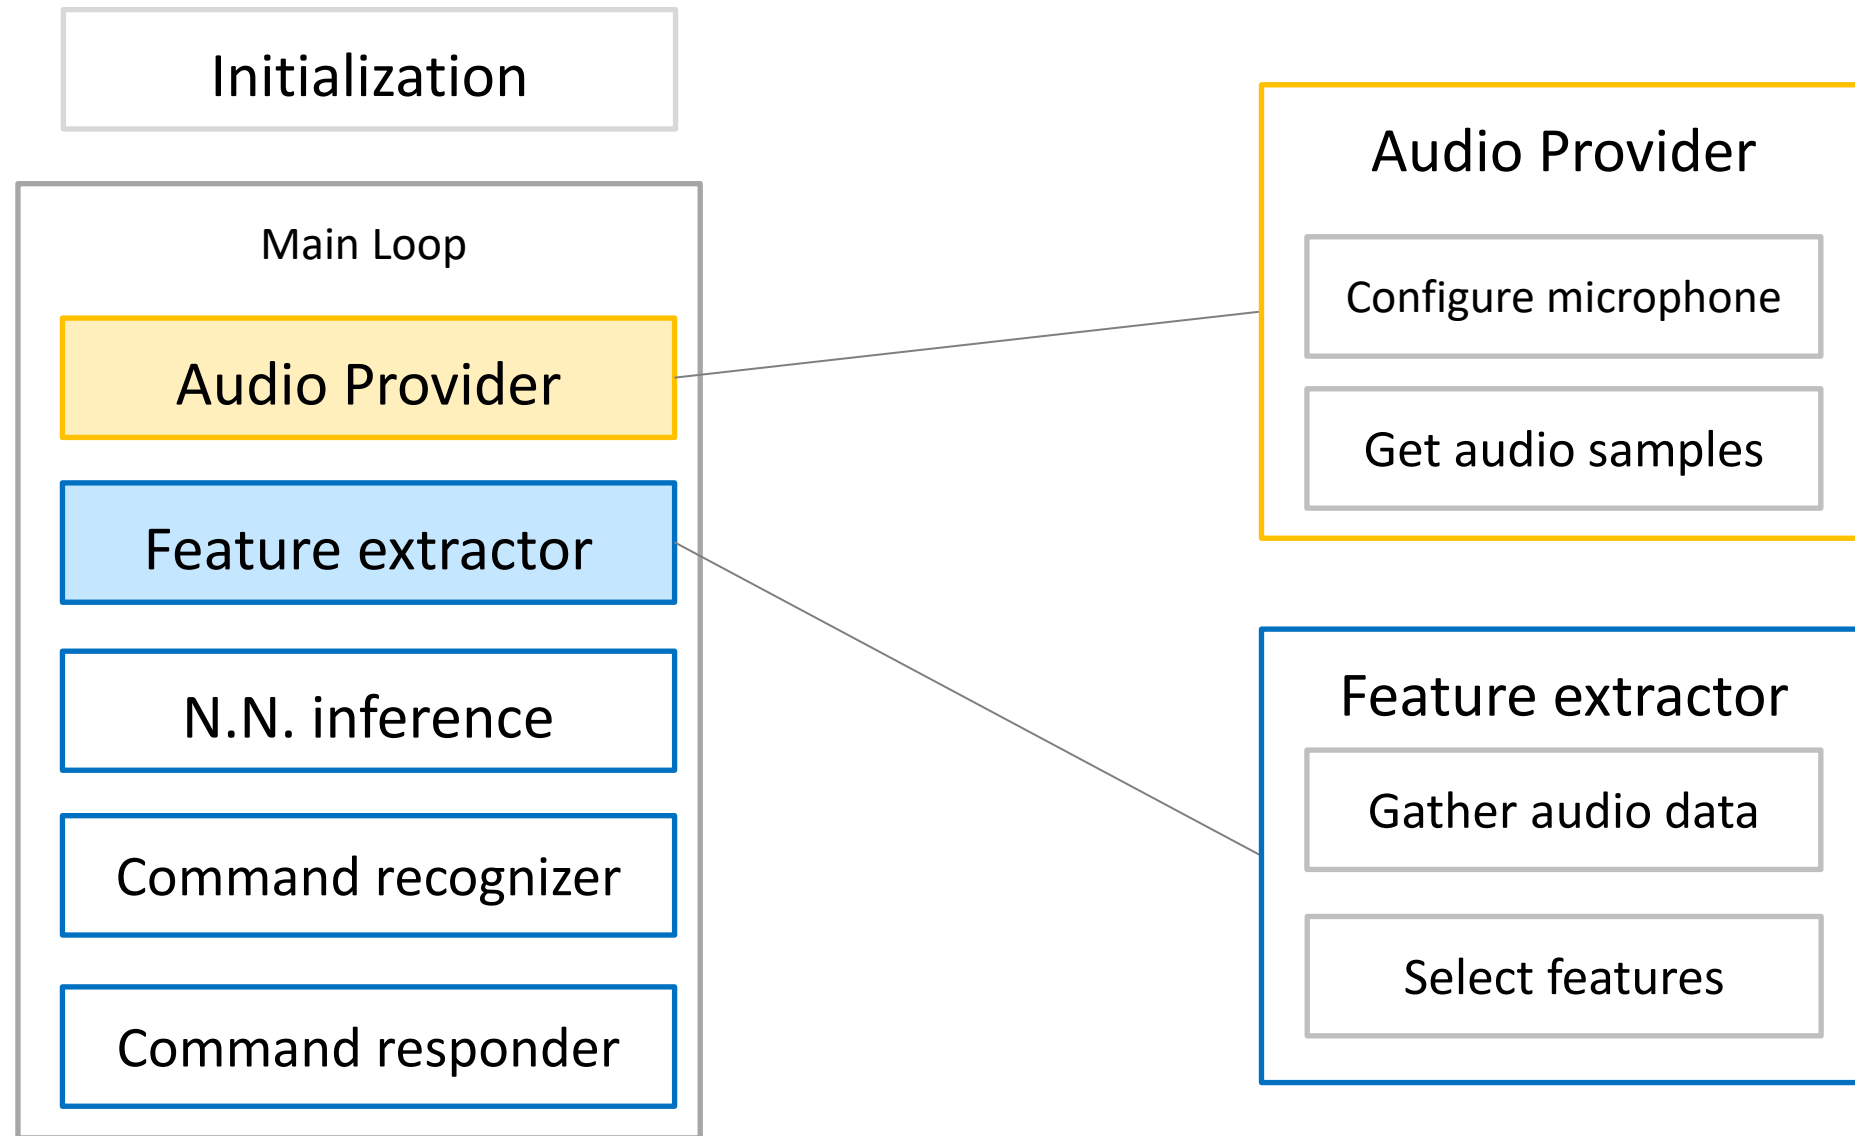 Initialization
Main Loop
Audio Provider
Feature extractor
N.N. inference
Command recognizer
Command responder
Audio Provider
Configure microphone
Get audio samples
Feature extractor
Gather audio data
Select features